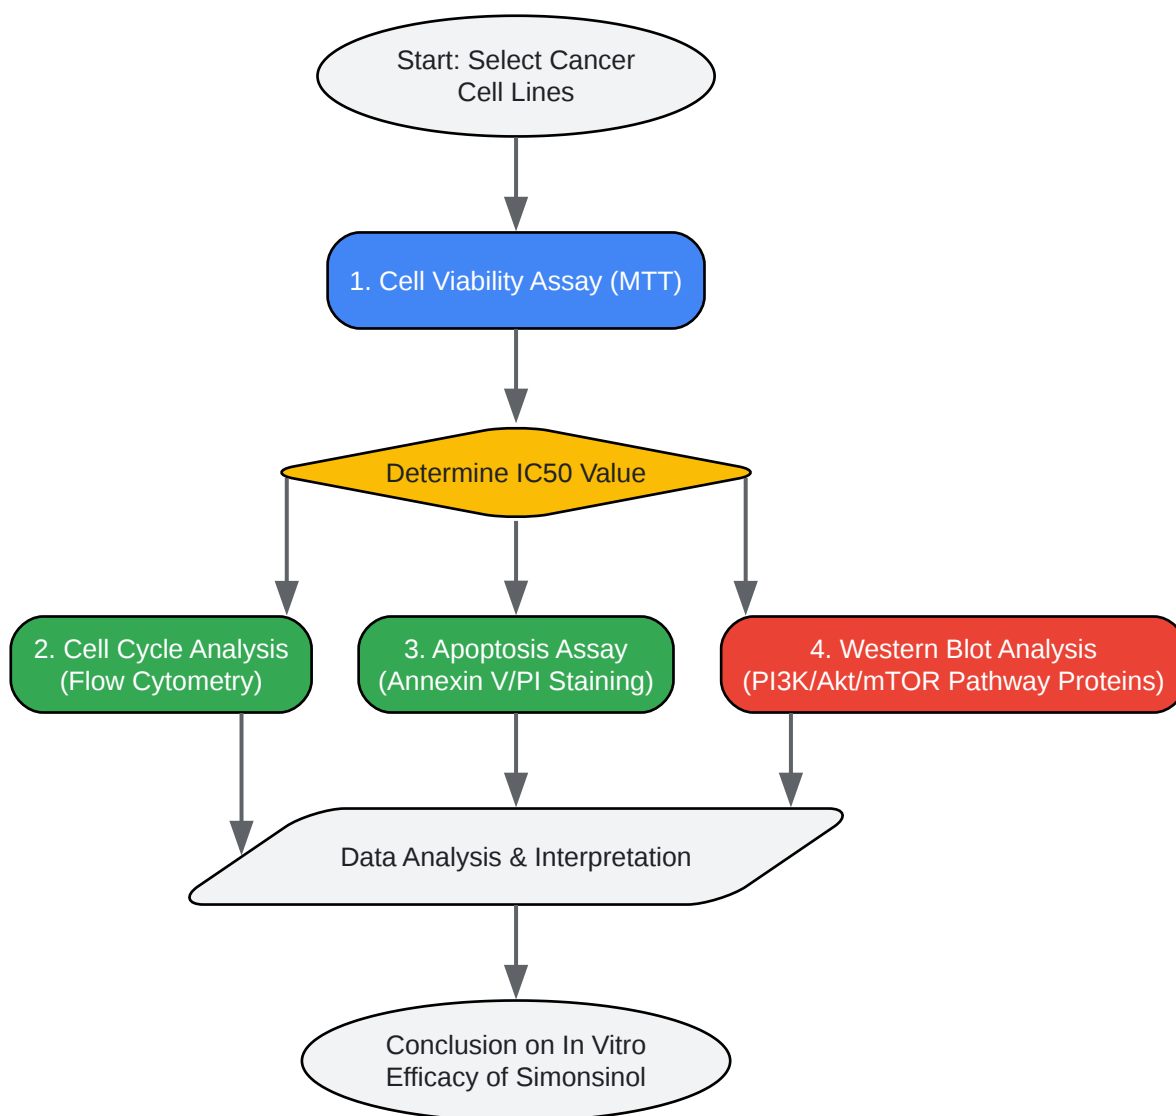 Start: Select Cancer
Cell Lines
1. Cell Viability Assay (MTT)
Determine IC50 Value
2. Cell Cycle Analysis
(Flow Cytometry)
3. Apoptosis Assay
(Annexin V/PI Staining)
4. Western Blot Analysis
(PI3K/Akt/mTOR Pathway Proteins)
Data Analysis & Interpretation
Conclusion on In Vitro
Efficacy of Simonsinol